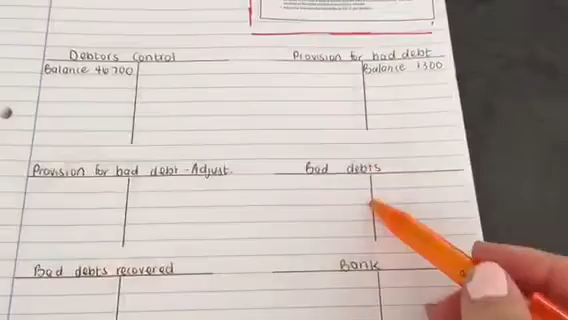 Debtors Control
Balance 46700
Provision for bad debt
Balance 1300
Provision for bad debt - Adjust.
Bad debts
Bad debts recovered
Bank